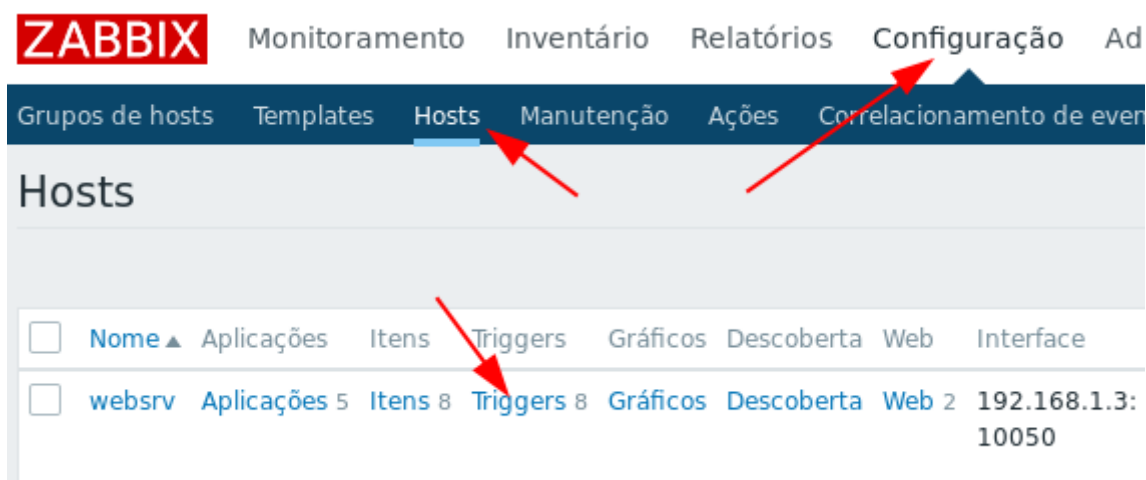 ZABBIX Monitoramento Inventário Relatórios Configuração Ad
Grupos de hosts Templates Hosts Manutenção Ações Correlacionamento de even
Hosts
Nome Aplicações Itens Triggers Gráficos Descoberta Web Interface
websrv Aplicações 5 Itens 8 Triggers 8 Gráficos Descoberta Web 2 192.168.1.3:
10050